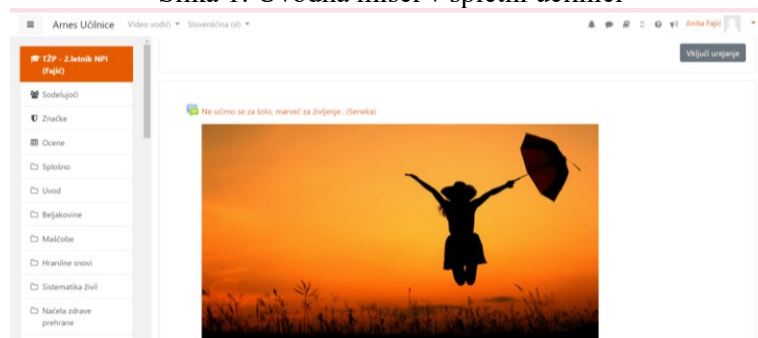 Slika 1: Uvodna misel v spletni učilnici
Arnes Učilnice Video vodiči Slovenščina (sl) Anita Fajić
Vključi urejanje
TŽP - 2.letnik NPI
(Fajić)
Sodelujoči
Značke
Ocene
Splošno
Uvod
Beljakovine
Maščobe
Hranilne snovi
Sistematika živil
Načela zdrave
prehrane
Ne učimo se za šolo, marveč za življenje.. (Seneka)